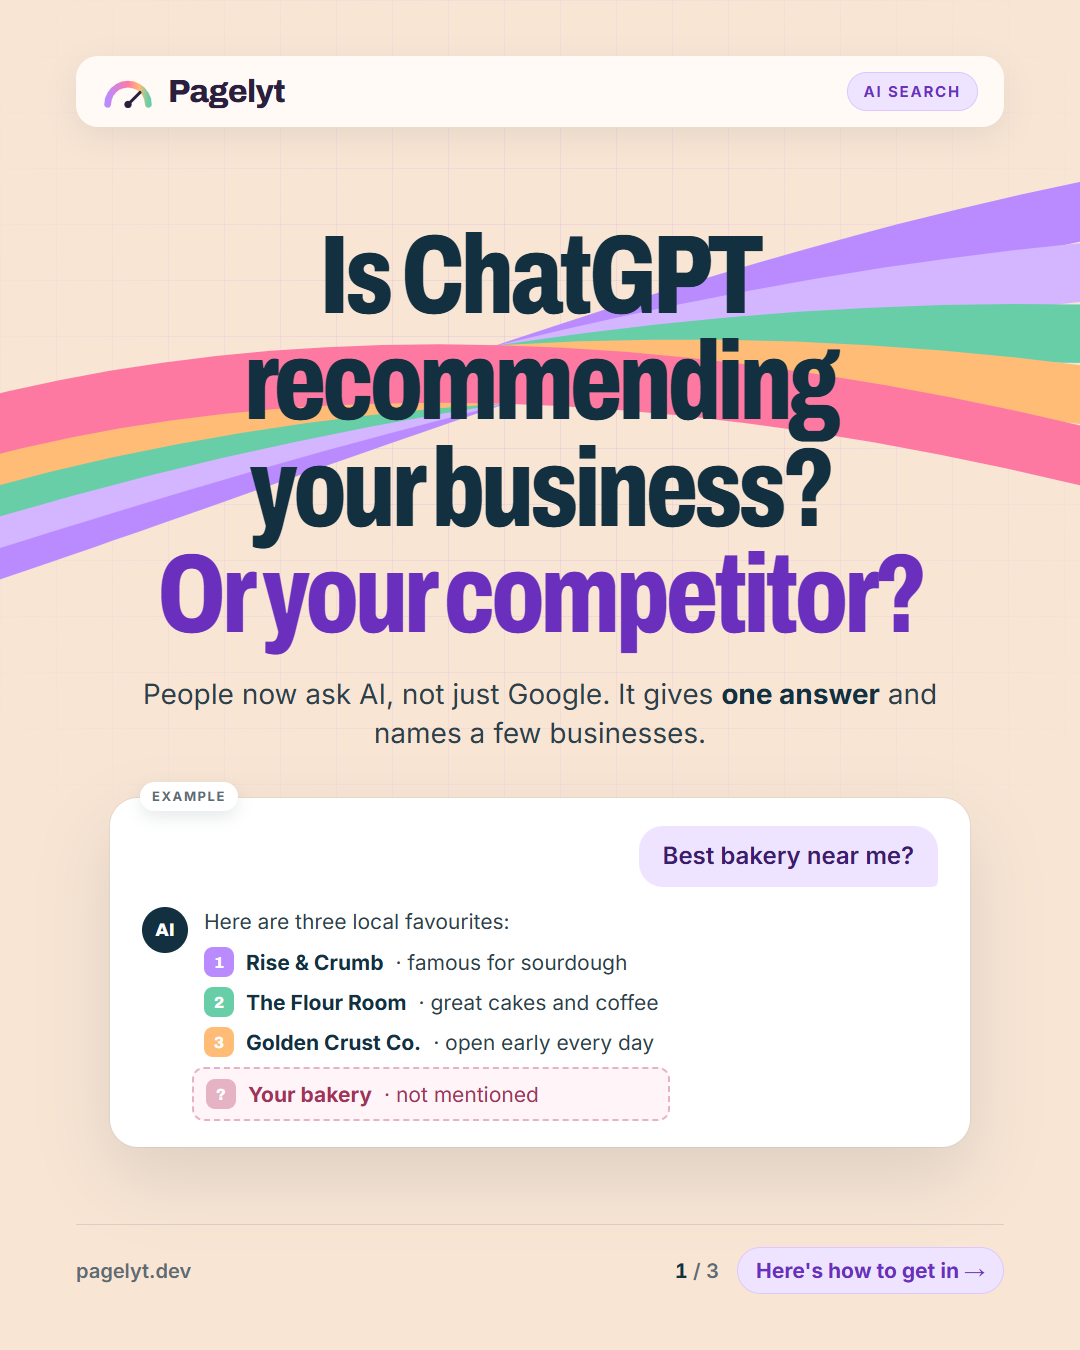 Pagelyt
AI SEARCH
Is ChatGPT
recommending
your business?
Or your competitor?
People now ask AI, not just Google. It gives one answer and
names a few businesses.
EXAMPLE
Best bakery near me?
AI
Here are three local favourites:
1 Rise & Crumb · famous for sourdough
2 The Flour Room · great cakes and coffee
3 Golden Crust Co. · open early every day
? Your bakery · not mentioned
pagelyt.dev
1 / 3
Here's how to get in →